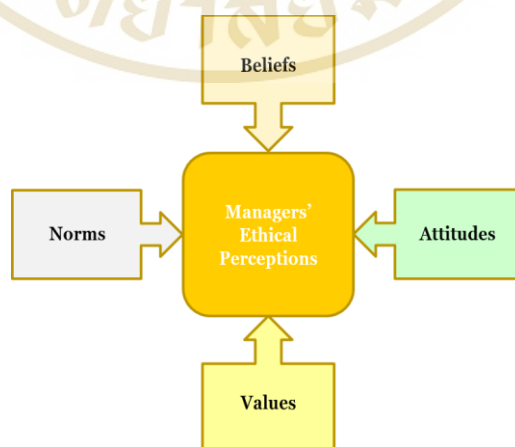 Beliefs
Norms
Managers’
Ethical
Perceptions
Attitudes
Values